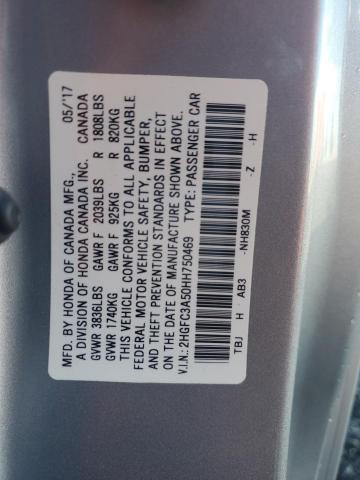 MFD. BY HONDA OF CANADA MFG., 05/'17
A DIVISION OF HONDA CANADA INC. CANADA
GVWR 3836LBS GAWR F 2039LBS R 1808LBS
GVWR 1740KG GAWR F 925KG R 820KG
THIS VEHICLE CONFORMS TO ALL APPLICABLE
FEDERAL MOTOR VEHICLE SAFETY, BUMPER,
AND THEFT PREVENTION STANDARDS IN EFFECT
ON THE DATE OF MANUFACTURE SHOWN ABOVE.
V.I.N.: 2HGFC3A50HH750469 TYPE: PASSENGER CAR
TBJ H AB3 -NH830M -Z -H